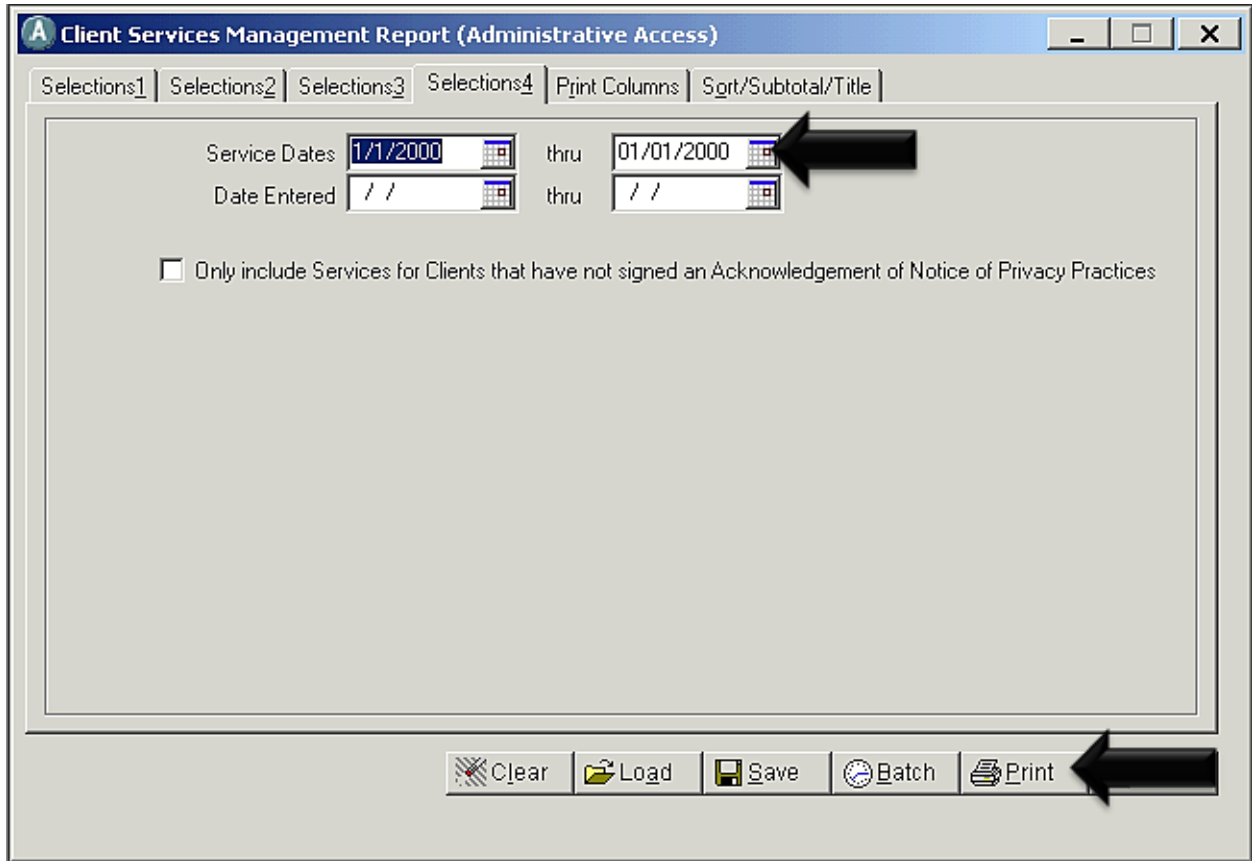 A Client Services Management Report (Administrative Access)
Selections1 Selections2 Selections3 Selections4 Print Columns Sort/Subtotal/Title
Service Dates 1/1/2000 thru 01/01/2000
Date Entered / / thru / /
Only include Services for Clients that have not signed an Acknowledgement of Notice of Privacy Practices
Clear Load Save Batch Print